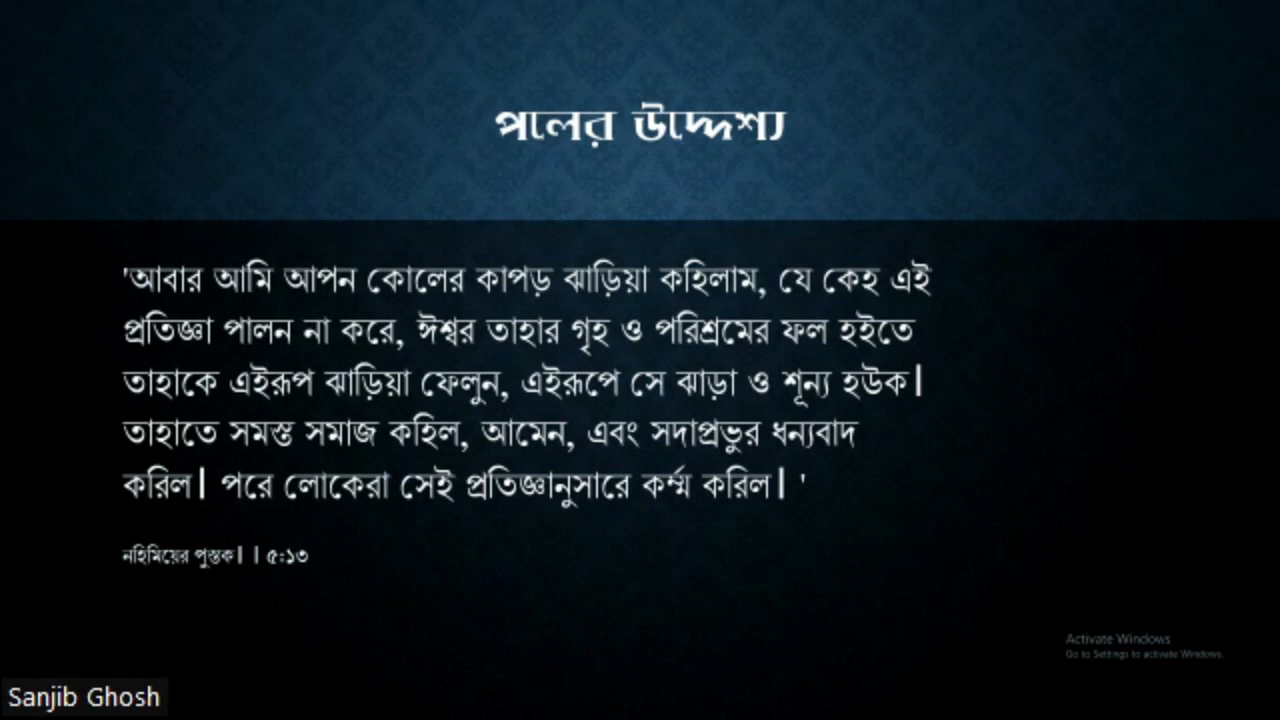 পলের উদ্দেশ্য
'আবার আমি আপন কোলের কাপড় ঝাড়িয়া কহিলাম, যে কেহ এই
প্রতিজ্ঞা পালন না করে, ঈশ্বর তাহার গৃহ ও পরিশ্রমের ফল হইতে
তাহাকে এইরূপ ঝাড়িয়া ফেলুন, এইরূপে সে ঝাড়া ও শূন্য হউক|
তাহাতে সমস্ত সমাজ কহিল, আমেন, এবং সদাপ্রভুর ধন্যবাদ
করিল| পরে লোকেরা সেই প্রতিজ্ঞানুসারে কর্ম্ম করিল| '
নহিমিয়ের পুস্তক| | ৫:১৩
Activate Windows
Go to Settings to activate Windows.
Sanjib Ghosh